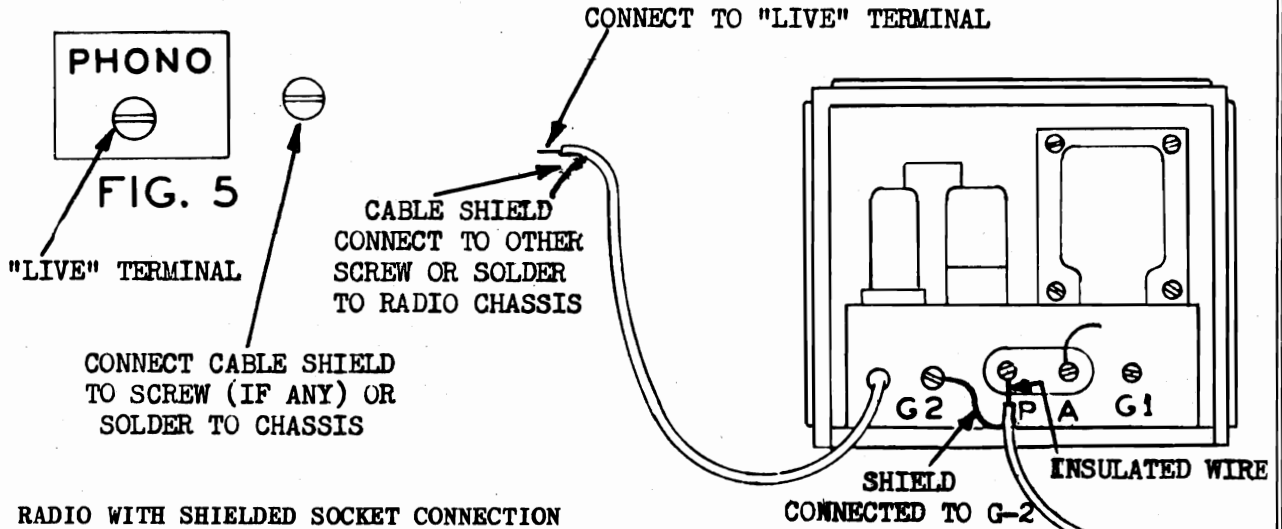 CONNECT TO "LIVE" TERMINAL
PHONO
FIG. 5
"LIVE" TERMINAL
CABLE SHIELD
CONNECT TO OTHER
SCREW OR SOLDER
TO RADIO CHASSIS
CONNECT CABLE SHIELD
TO SCREW (IF ANY) OR
SOLDER TO CHASSIS
G2 P A G1
INSULATED WIRE
SHIELD
CONNECTED TO G-2
RADIO WITH SHIELDED SOCKET CONNECTION